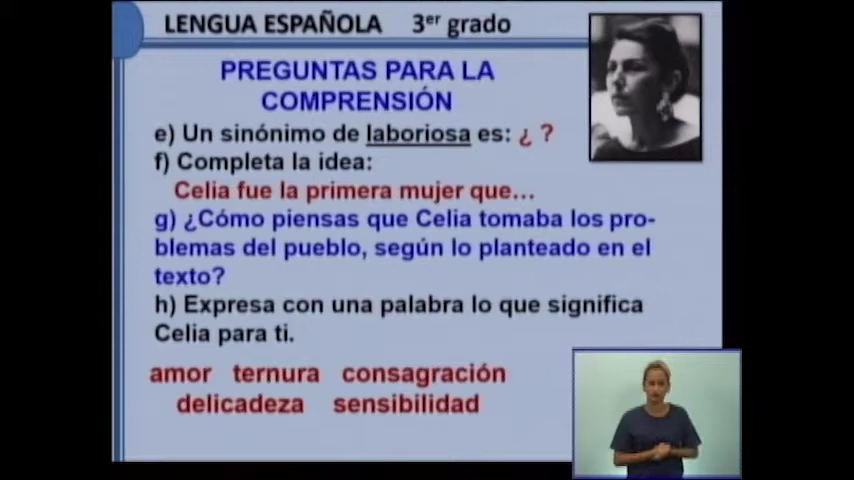 LENGUA ESPAÑOLA 3er grado
PREGUNTAS PARA LA
COMPRENSIÓN
e) Un sinónimo de laboriosa es: ¿ ?
f) Completa la idea:
Celia fue la primera mujer que...
g) ¿Cómo piensas que Celia tomaba los pro-
blemas del pueblo, según lo planteado en el
texto?
h) Expresa con una palabra lo que significa
Celia para ti.
amor ternura consagración
delicadeza sensibilidad